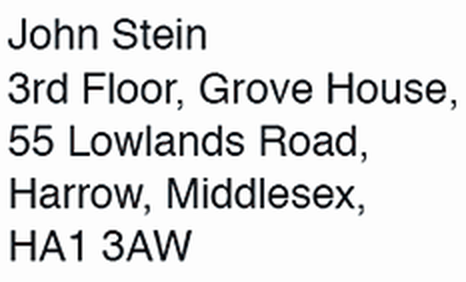 John Stein
3rd Floor, Grove House,
55 Lowlands Road,
Harrow, Middlesex,
HA1 3AW